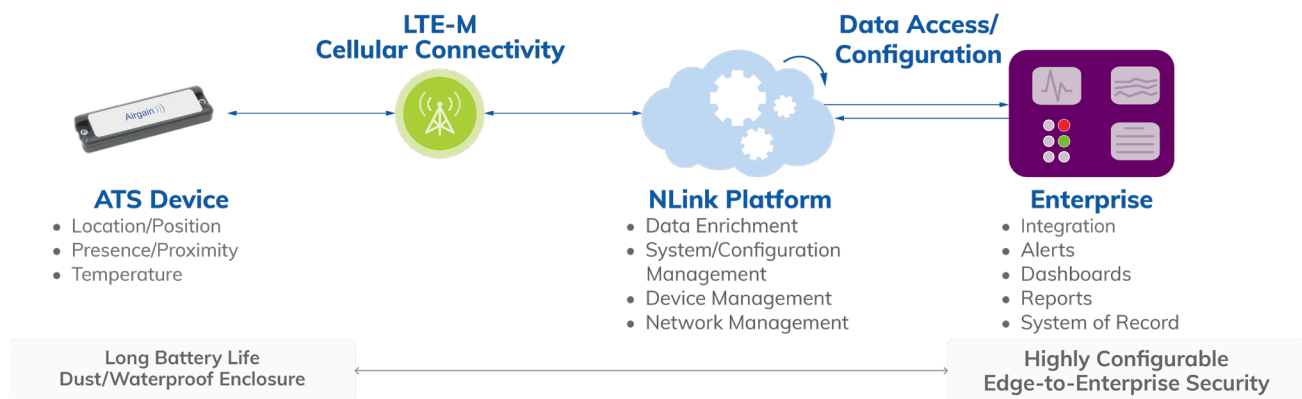 LTE-M
Cellular Connectivity
Data Access/
Configuration
Airgain
ATS Device
• Location/Position
• Presence/Proximity
• Temperature
NLink Platform
• Data Enrichment
• System/Configuration
Management
• Device Management
• Network Management
Enterprise
• Integration
• Alerts
• Dashboards
• Reports
• System of Record
Long Battery Life
Dust/Waterproof Enclosure
Highly Configurable
Edge-to-Enterprise Security